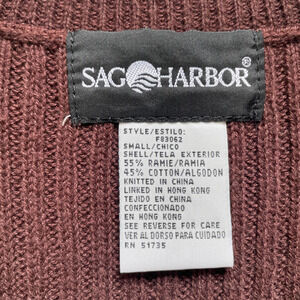 SAG HARBOR®
STYLE/ESTILO:
F83062
SMALL/CHICO
SHELL/TELA EXTERIOR
55% RAMIE/RAMIA
45% COTTON/ALGODON
KNITTED IN CHINA
LINKED IN HONG KONG
TEJIDO EN CHINA
CONFECCIONADO
EN HONG KONG
SEE REVERSE FOR CARE
VER AL DORSO PARA CUIDADO
RN 51735